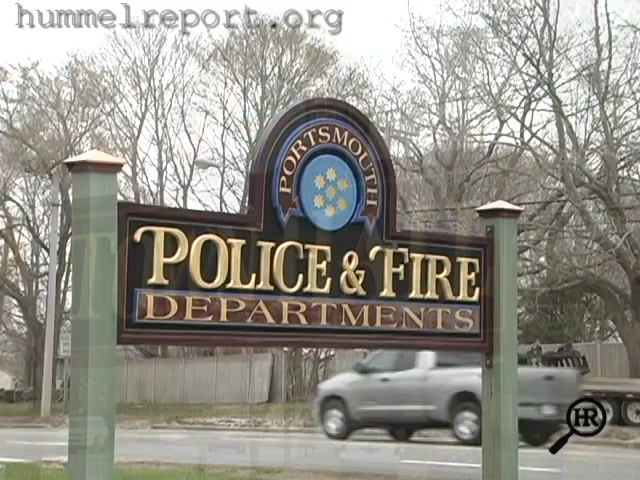 hummelreport.org
PORTSMOUTH
POLICE & FIRE
DEPARTMENTS
HR